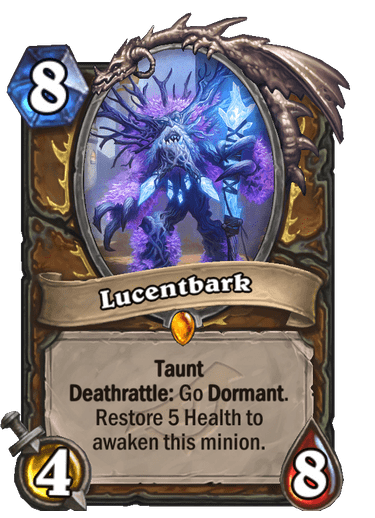 8
Lucentbark
Taunt
Deathrattle: Go Dormant.
Restore 5 Health to
awaken this minion.
4
8